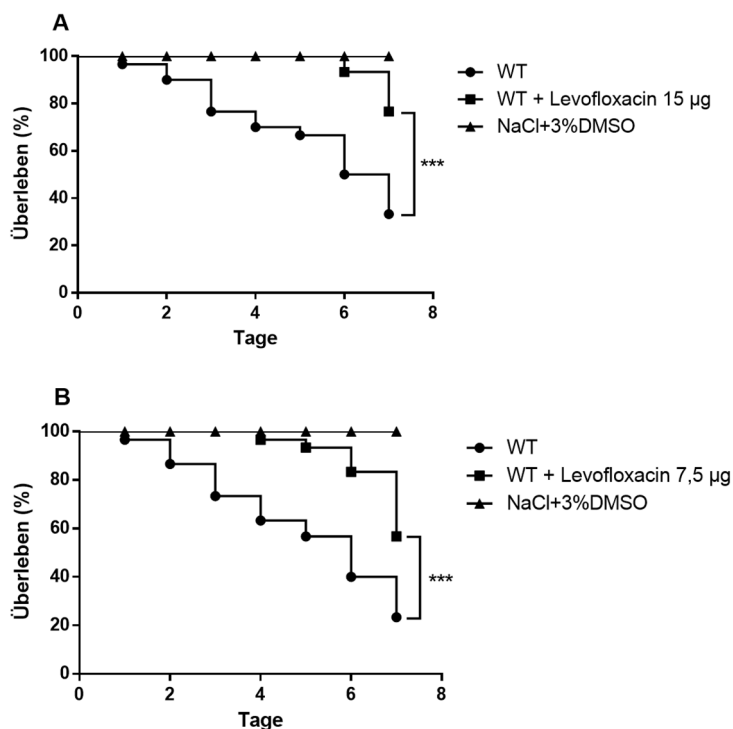 A
100
80
60
40
20
0
Überleben (%)
0 2 4 6 8
Tage
WT
WT + Levofloxacin 15 µg
NaCl+3%DMSO
***
B
100
80
60
40
20
0
Überleben (%)
0 2 4 6 8
Tage
WT
WT + Levofloxacin 7,5 µg
NaCl+3%DMSO
***